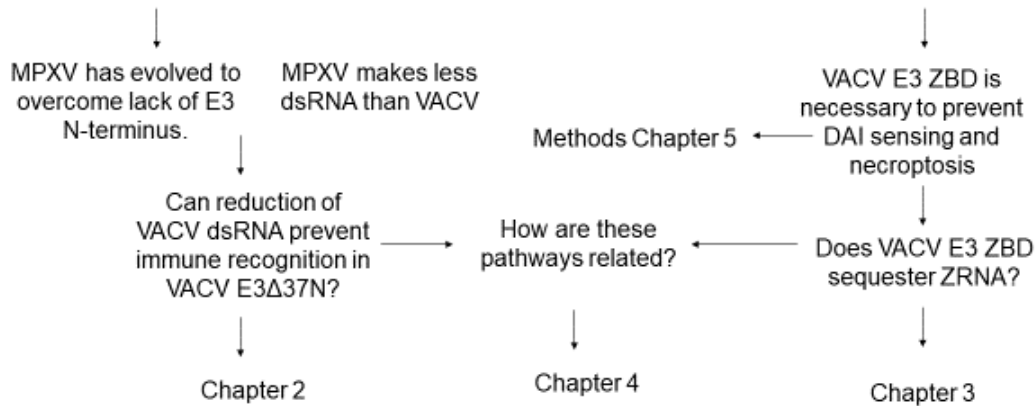 MPXV has evolved to
overcome lack of E3
N-terminus.
MPXV makes less
dsRNA than VACV
VACV E3 ZBD is
necessary to prevent
DAI sensing and
necroptosis
Methods Chapter 5
Can reduction of
VACV dsRNA prevent
immune recognition in
VACV E3Δ37N?
How are these
pathways related?
Does VACV E3 ZBD
sequester ZRNA?
Chapter 2
Chapter 4
Chapter 3